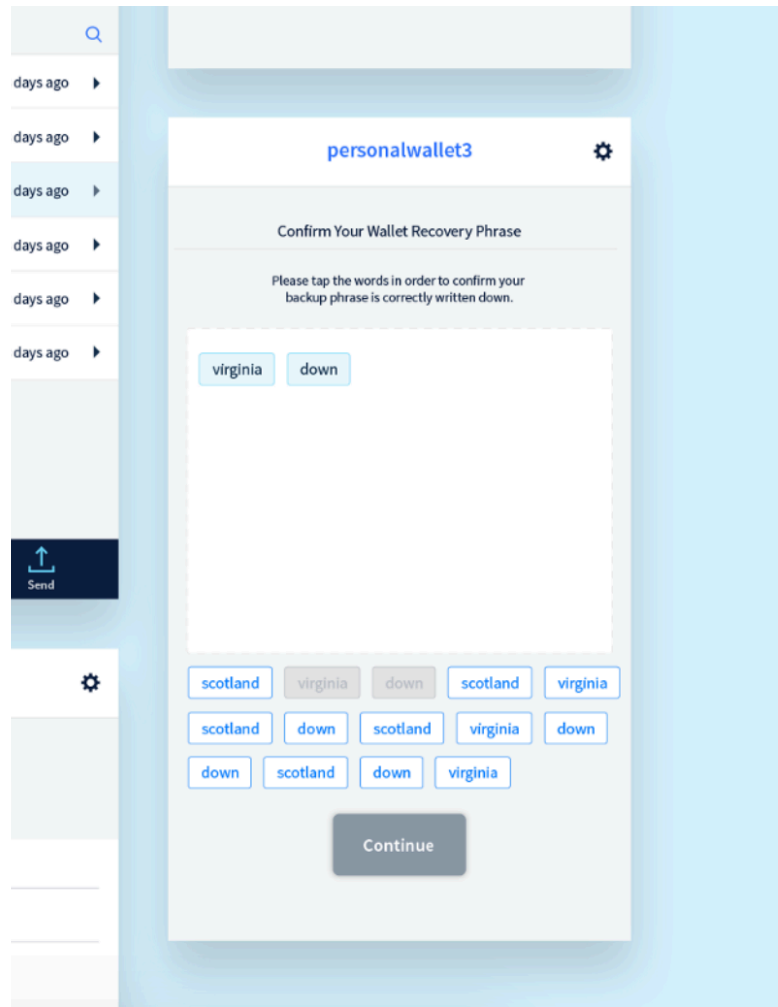 days ago
days ago
days ago
days ago
days ago
days ago
Send
personalwallet3
Confirm Your Wallet Recovery Phrase
Please tap the words in order to confirm your
backup phrase is correctly written down.
virginia down
scotland virginia down scotland virginia
scotland down scotland virginia down
down scotland down virginia
Continue